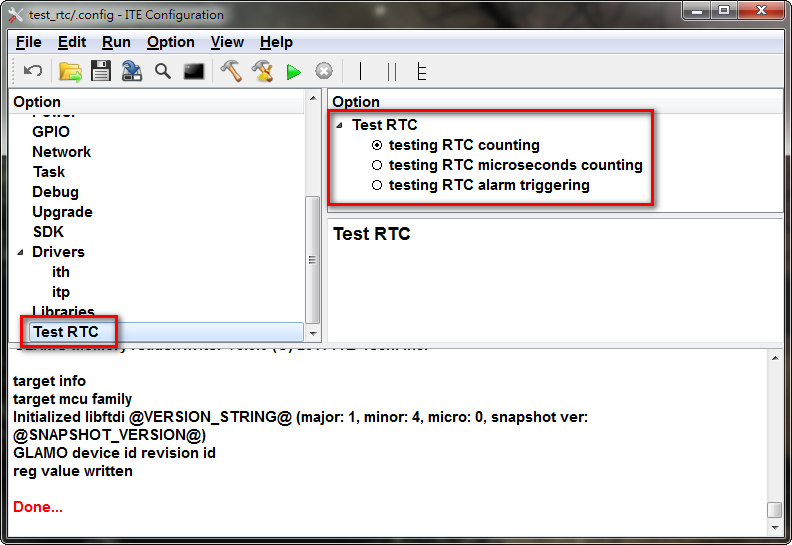 test_rtc/.config - ITE Configuration
File Edit Run Option View Help
Option
Power
GPIO
Network
Task
Debug
Upgrade
SDK
Drivers
ith
itp
Libraries
Test RTC
Option
Test RTC
testing RTC counting
testing RTC microseconds counting
testing RTC alarm triggering
Test RTC
target info
target mcu family
Initialized libftdi @VERSION_STRING@ (major: 1, minor: 4, micro: 0, snapshot ver:
@SNAPSHOT_VERSION@)
GLAMO device id revision id
reg value written
Done...